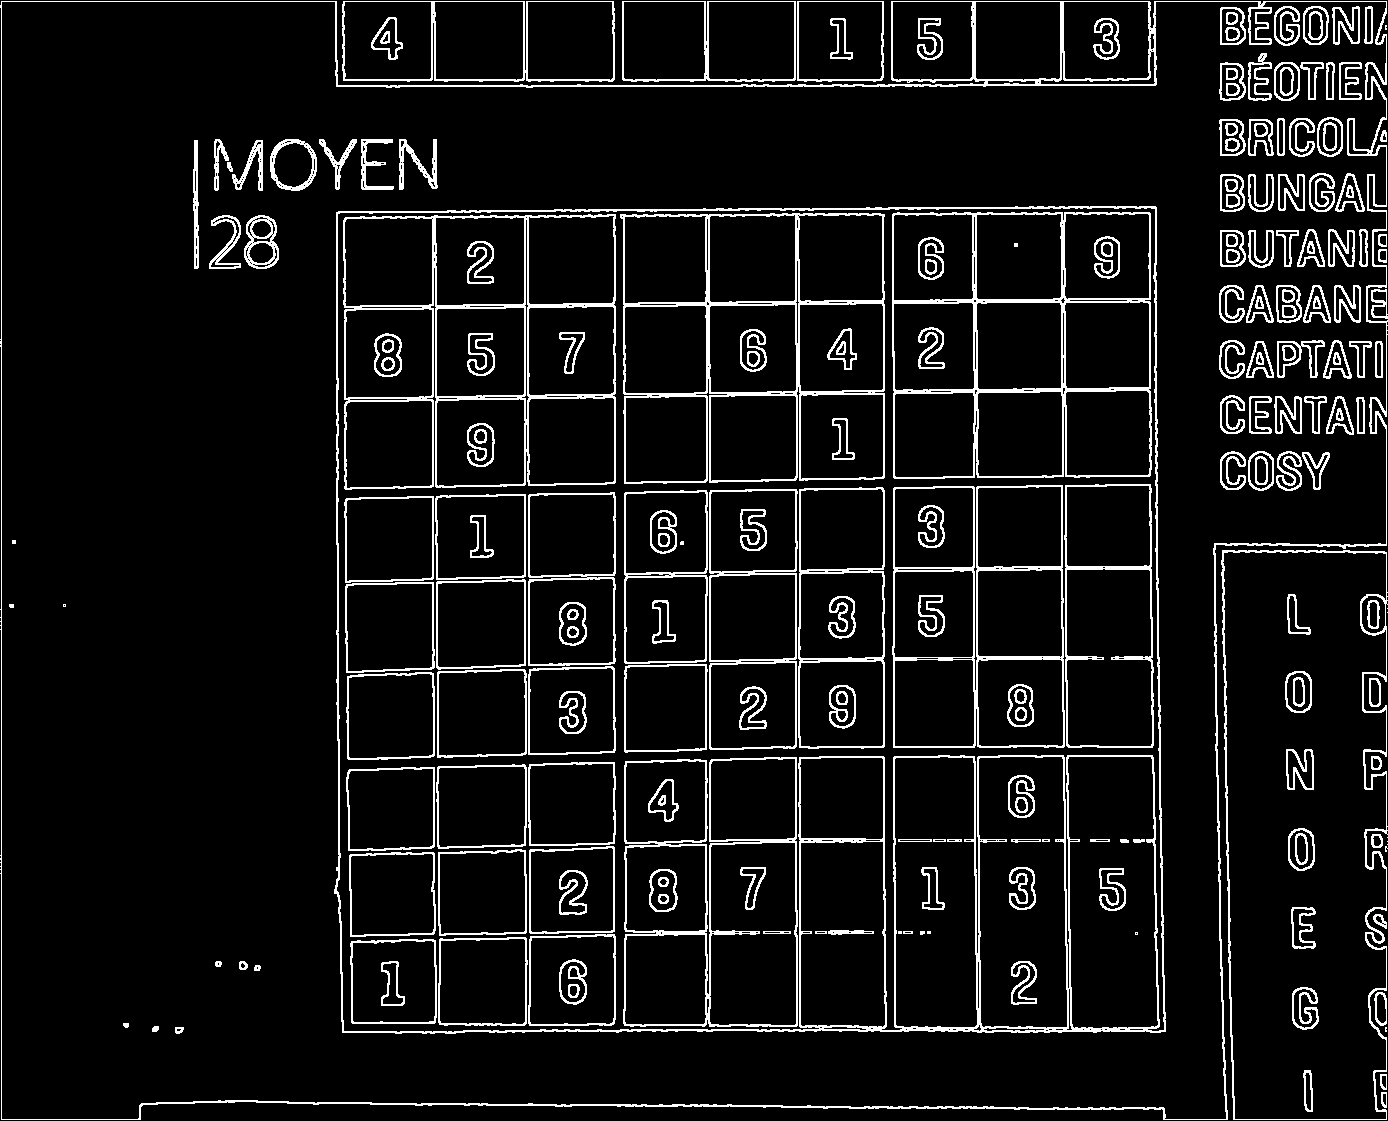 4 1 5 3
MOYEN
28
2 6 9
8 5 7 6 4 2
9 1
1 6 5 3
8 1 3 5
3 2 9 8
4 6
2 8 7 1 3 5
1 6 2
BÉGONIA
BÉOTIEN
BRICOLA
BUNGAL
BUTANIE
CABANE
CAPTATI
CENTAIN
COSY
L O
O D
N P
O R
E S
G Q
I E